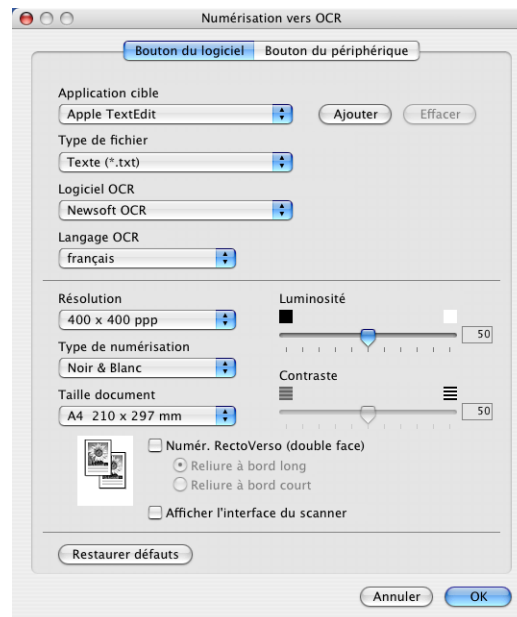 Numérisation vers OCR
Bouton du logiciel Bouton du périphérique
Application cible
Apple TextEdit Ajouter Effacer
Type de fichier
Texte (*.txt)
Logiciel OCR
Newsoft OCR
Langage OCR
français
Résolution Luminosité
400 x 400 ppp
50
Type de numérisation
Noir & Blanc
Contraste
Taille document
A4 210 x 297 mm 50
Numér. RectoVerso (double face)
Reliure à bord long
Reliure à bord court
Afficher l'interface du scanner
Restaurer défauts
Annuler OK